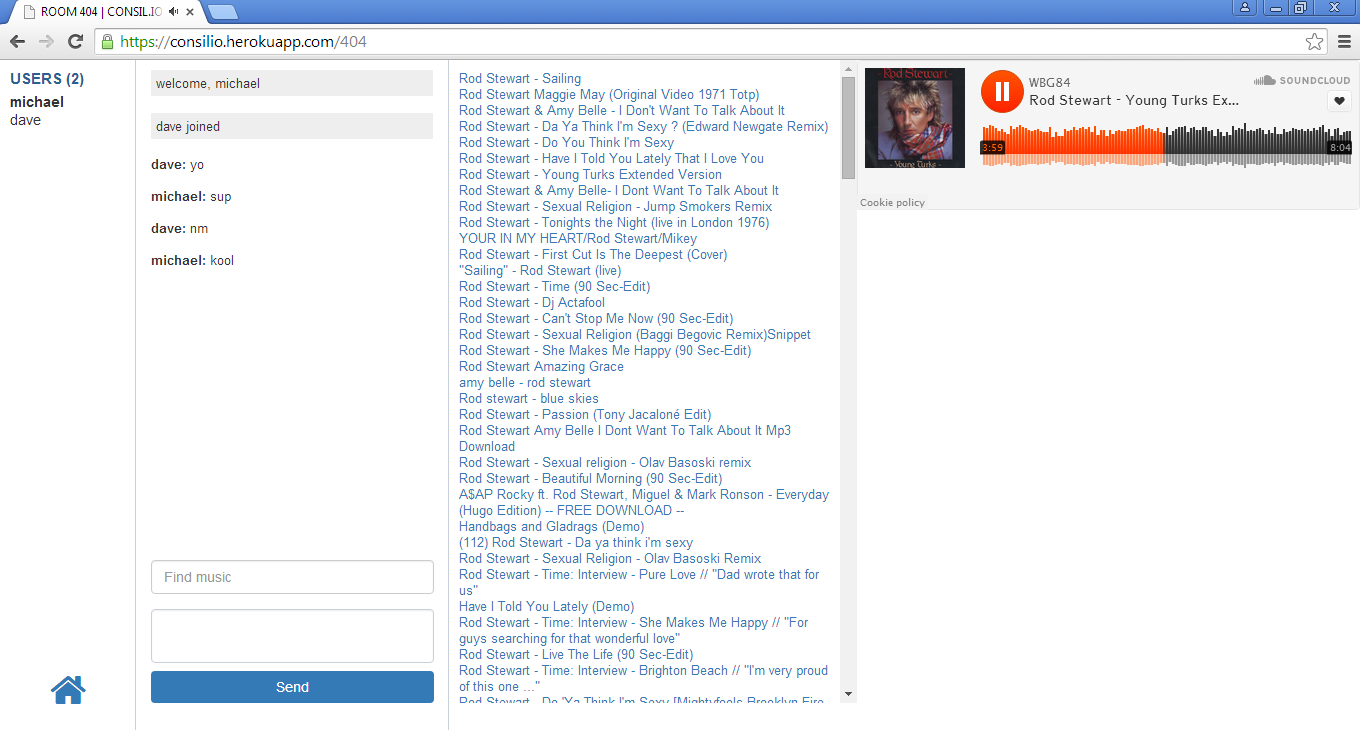 ROOM 404 | CONSIL.IO
https://consilio.herokuapp.com/404
USERS (2)
michael
dave
welcome, michael
dave joined
dave: yo
michael: sup
dave: nm
michael: kool
Find music
Send
Rod Stewart - Sailing
Rod Stewart Maggie May (Original Video 1971 Totp)
Rod Stewart & Amy Belle - I Don't Want To Talk About It
Rod Stewart - Da Ya Think I'm Sexy ? (Edward Newgate Remix)
Rod Stewart - Do You Think I'm Sexy
Rod Stewart - Have I Told You Lately That I Love You
Rod Stewart - Young Turks Extended Version
Rod Stewart & Amy Belle- I Dont Want To Talk About It
Rod Stewart - Sexual Religion - Jump Smokers Remix
Rod Stewart - Tonights the Night (live in London 1976)
YOUR IN MY HEART/Rod Stewart/Mikey
Rod Stewart - First Cut Is The Deepest (Cover)
"Sailing" - Rod Stewart (live)
Rod Stewart - Time (90 Sec-Edit)
Rod Stewart - Dj Actafool
Rod Stewart - Can't Stop Me Now (90 Sec-Edit)
Rod Stewart - Sexual Religion (Baggi Begovic Remix)Snippet
Rod Stewart - She Makes Me Happy (90 Sec-Edit)
Rod Stewart Amazing Grace
amy belle - rod stewart
Rod stewart - blue skies
Rod Stewart - Passion (Tony Jacaloné Edit)
Rod Stewart Amy Belle I Dont Want To Talk About It Mp3
Download
Rod Stewart - Sexual religion - Olav Basoski remix
Rod Stewart - Beautiful Morning (90 Sec-Edit)
A$AP Rocky ft. Rod Stewart, Miguel & Mark Ronson - Everyday
(Hugo Edition) -- FREE DOWNLOAD --
Handbags and Gladrags (Demo)
(112) Rod Stewart - Da ya think i'm sexy
Rod Stewart - Sexual Religion - Olav Basoski Remix
Rod Stewart - Time: Interview - Pure Love // "Dad wrote that for
us"
Have I Told You Lately (Demo)
Rod Stewart - Time: Interview - She Makes Me Happy // "For
guys searching for that wonderful love"
Rod Stewart - Live The Life (90 Sec-Edit)
Rod Stewart - Time: Interview - Brighton Beach // "I'm very proud
of this one ..."
Rod Stewart - Do 'Ya Think I'm Sexy [Mightyfools Brooklyn Fire
Rod Stewart
Young Turks
WBG84
Rod Stewart - Young Turks Ex...
SOUNDCLOUD
3:59
8:04
Cookie policy